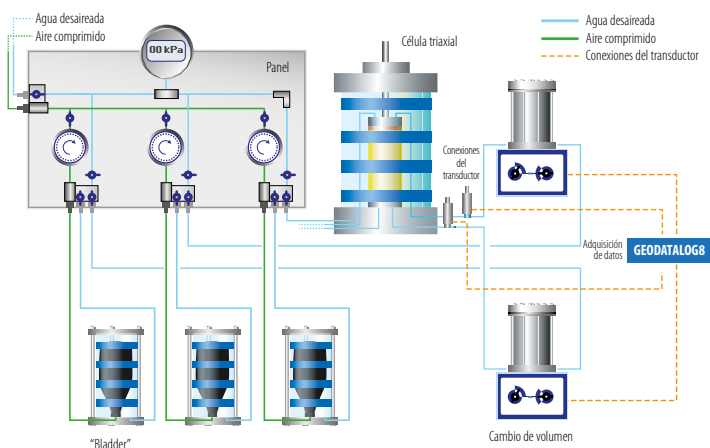 Agua desaireada
Aire comprimido
00 kPa
Panel
Célula triaxial
Agua desaireada
Aire comprimido
Conexiones del transductor
Conexiones
del
transductor
Adquisición
de datos
GEODATALOG8
"Bladder"
Cambio de volumen